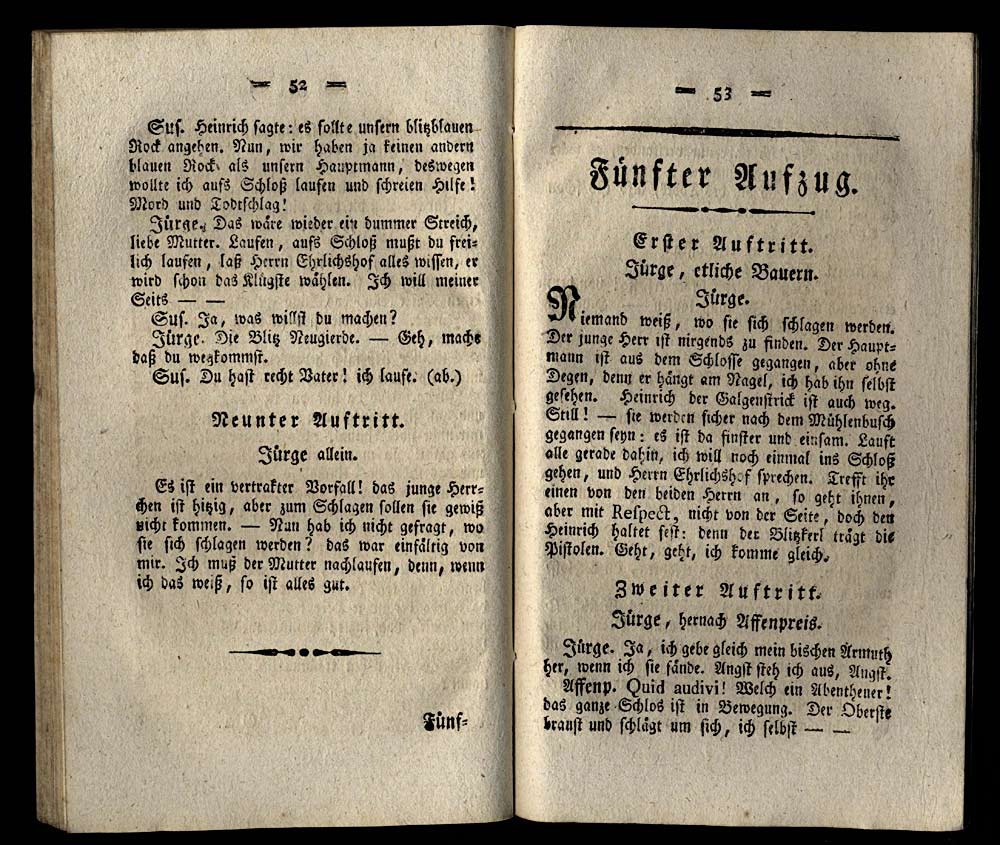 = 52 =
Sus. Heinrich sagte: es sollte unsern blitzblauen
Rock angehen. Nun, wir haben ja keinen andern
blauen Rock als unsern Hauptmann, deswegen
wollte ich aufs Schloß laufen und schreien Hilfe!
Mord und Todtschlag!
Jürge. Das wäre wieder ein dummer Streich,
liebe Mutter. Laufen, aufs Schloß mußt du frei=
lich laufen, laß Herrn Ehrlichshof alles wissen, er
wird schon das Klügste wählen. Ich will meiner
Seits — —
Sus. Ja, was willst du machen?
Jürge. Die Blitz Neugierde. — Geh, mache
daß du wegkommst.
Sus. Du hast recht Vater! ich laufe. (ab.)
Neunter Auftritt.
Jürge allein.
Es ist ein vertrakter Vorfall! das junge Herr=
chen ist hitzig, aber zum Schlagen sollen sie gewiß
nicht kommen. — Nun hab ich nicht gefragt, wo
sie sich schlagen werden? das war einfältig von
mir. Ich muß der Mutter nachlaufen, denn, wenn
ich das weiß, so ist alles gut.
Fünf=
= 53 =
Fünfter Aufzug.
Erster Auftritt.
Jürge, etliche Bauern.
Jürge.
Niemand weiß, wo sie sich schlagen werden.
Der junge Herr ist nirgends zu finden. Der Haupt=
mann ist aus dem Schlosse gegangen, aber ohne
Degen, denn er hängt am Nagel, ich hab ihn selbst
gesehen. Heinrich der Galgenstrick ist auch weg.
Still! — sie werden sicher nach dem Mühlenbusch
gegangen seyn: es ist da finster und einsam. Lauft
alle gerade dahin, ich will noch einmal ins Schloß
gehen, und Herrn Ehrlichshof sprechen. Trefft ihr
einen von den beiden Herrn an, so geht ihnen,
aber mit Respect, nicht von der Seite, doch den
Heinrich haltet fest: denn der Blitzkerl trägt die
Pistolen. Geht, geht, ich komme gleich.
Zweiter Auftritt.
Jürge, hernach Affenpreis.
Jürge. Ja, ich gebe gleich mein bischen Armuth
her, wenn ich sie fände. Angst steh ich aus, Angst.
Affenp. Quid audivi! Welch ein Abentheuer!
das ganze Schlos ist in Bewegung. Der Oberste
braust und schlägt um sich, ich selbst — —